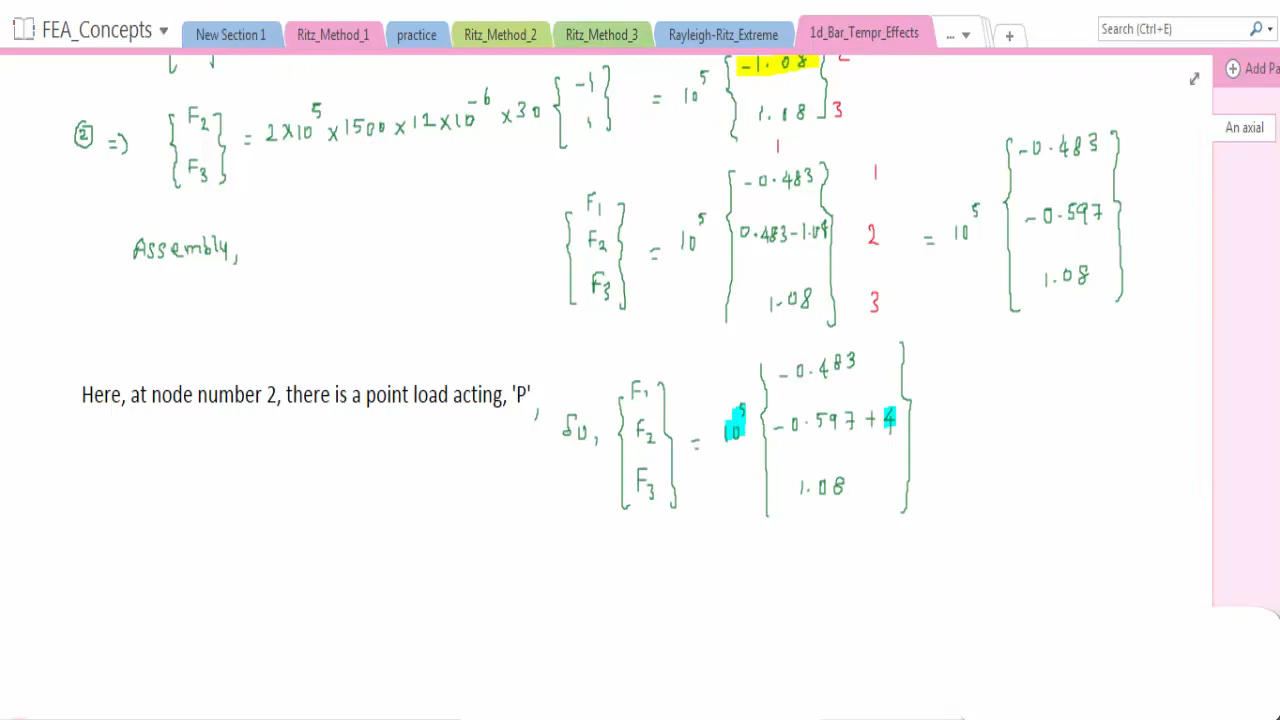 FEA_Concepts
New Section 1
Ritz_Method_1
practice
Ritz_Method_2
Ritz_Method_3
Rayleigh-Ritz_Extreme
1d_Bar_Tempr_Effects
...
+
Search (Ctrl+E)
Add Pa
An axial
② => { F2 F3 } = 2×10^5 ×1500×12×10^-6 ×30 { -1 1 } = 10^5 { -1.08 1.08 } 2 3
1
Assembly, { F1 F2 F3 } = 10^5 { -0.483 0.483-1.08 1.08 } 1 2 3 = 10^5 { -0.483 -0.597 1.08 }
Here, at node number 2, there is a point load acting, 'P' , So, { F1 F2 F3 } = 10^5 { -0.483 -0.597 + 4 1.08 }